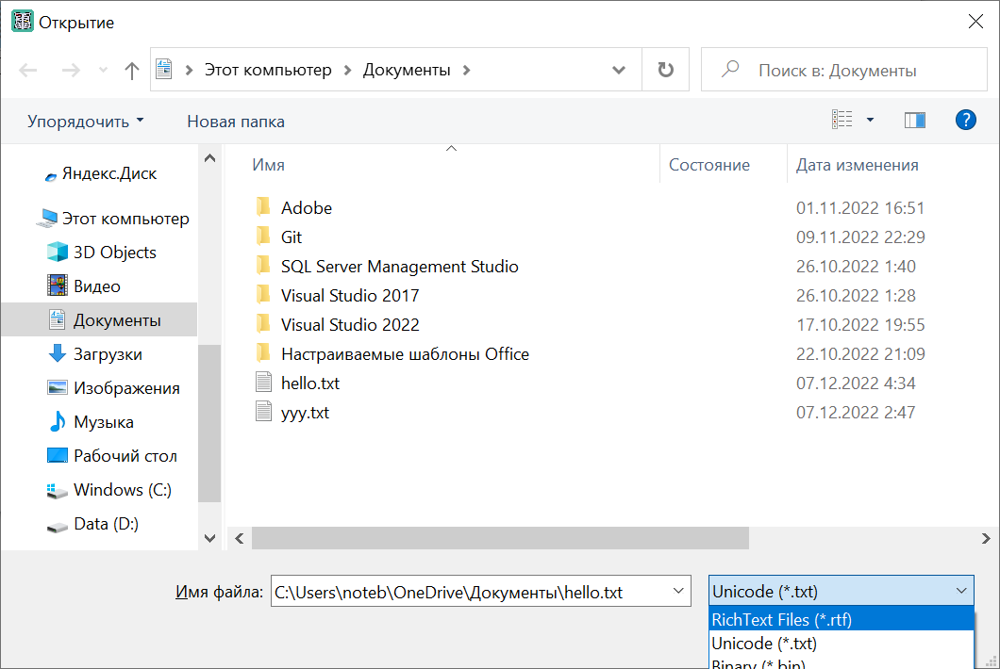 Открытие
Этот компьютер Документы
Поиск в: Документы
Упорядочить Новая папка
?
Имя Состояние Дата изменения
Яндекс.Диск
Этот компьютер
3D Objects
Видео
Документы
Загрузки
Изображения
Музыка
Рабочий стол
Windows (C:)
Data (D:)
Adobe 01.11.2022 16:51
Git 09.11.2022 22:29
SQL Server Management Studio 26.10.2022 1:40
Visual Studio 2017 26.10.2022 1:28
Visual Studio 2022 17.10.2022 19:55
Настраиваемые шаблоны Office 22.10.2022 21:09
hello.txt 07.12.2022 4:34
yyy.txt 07.12.2022 2:47
Имя файла: C:\Users\noteb\OneDrive\Документы\hello.txt Unicode (*.txt)
RichText Files (*.rtf)
Unicode (*.txt)
Binary (*.bin)